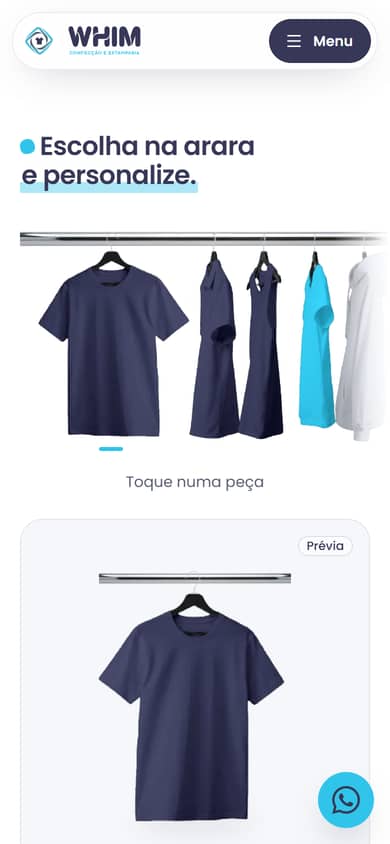 WHIM
CONFECÇÃO E ESTAMPARIA
Menu
Escolha na arara
e personalize.
Toque numa peça
Prévia